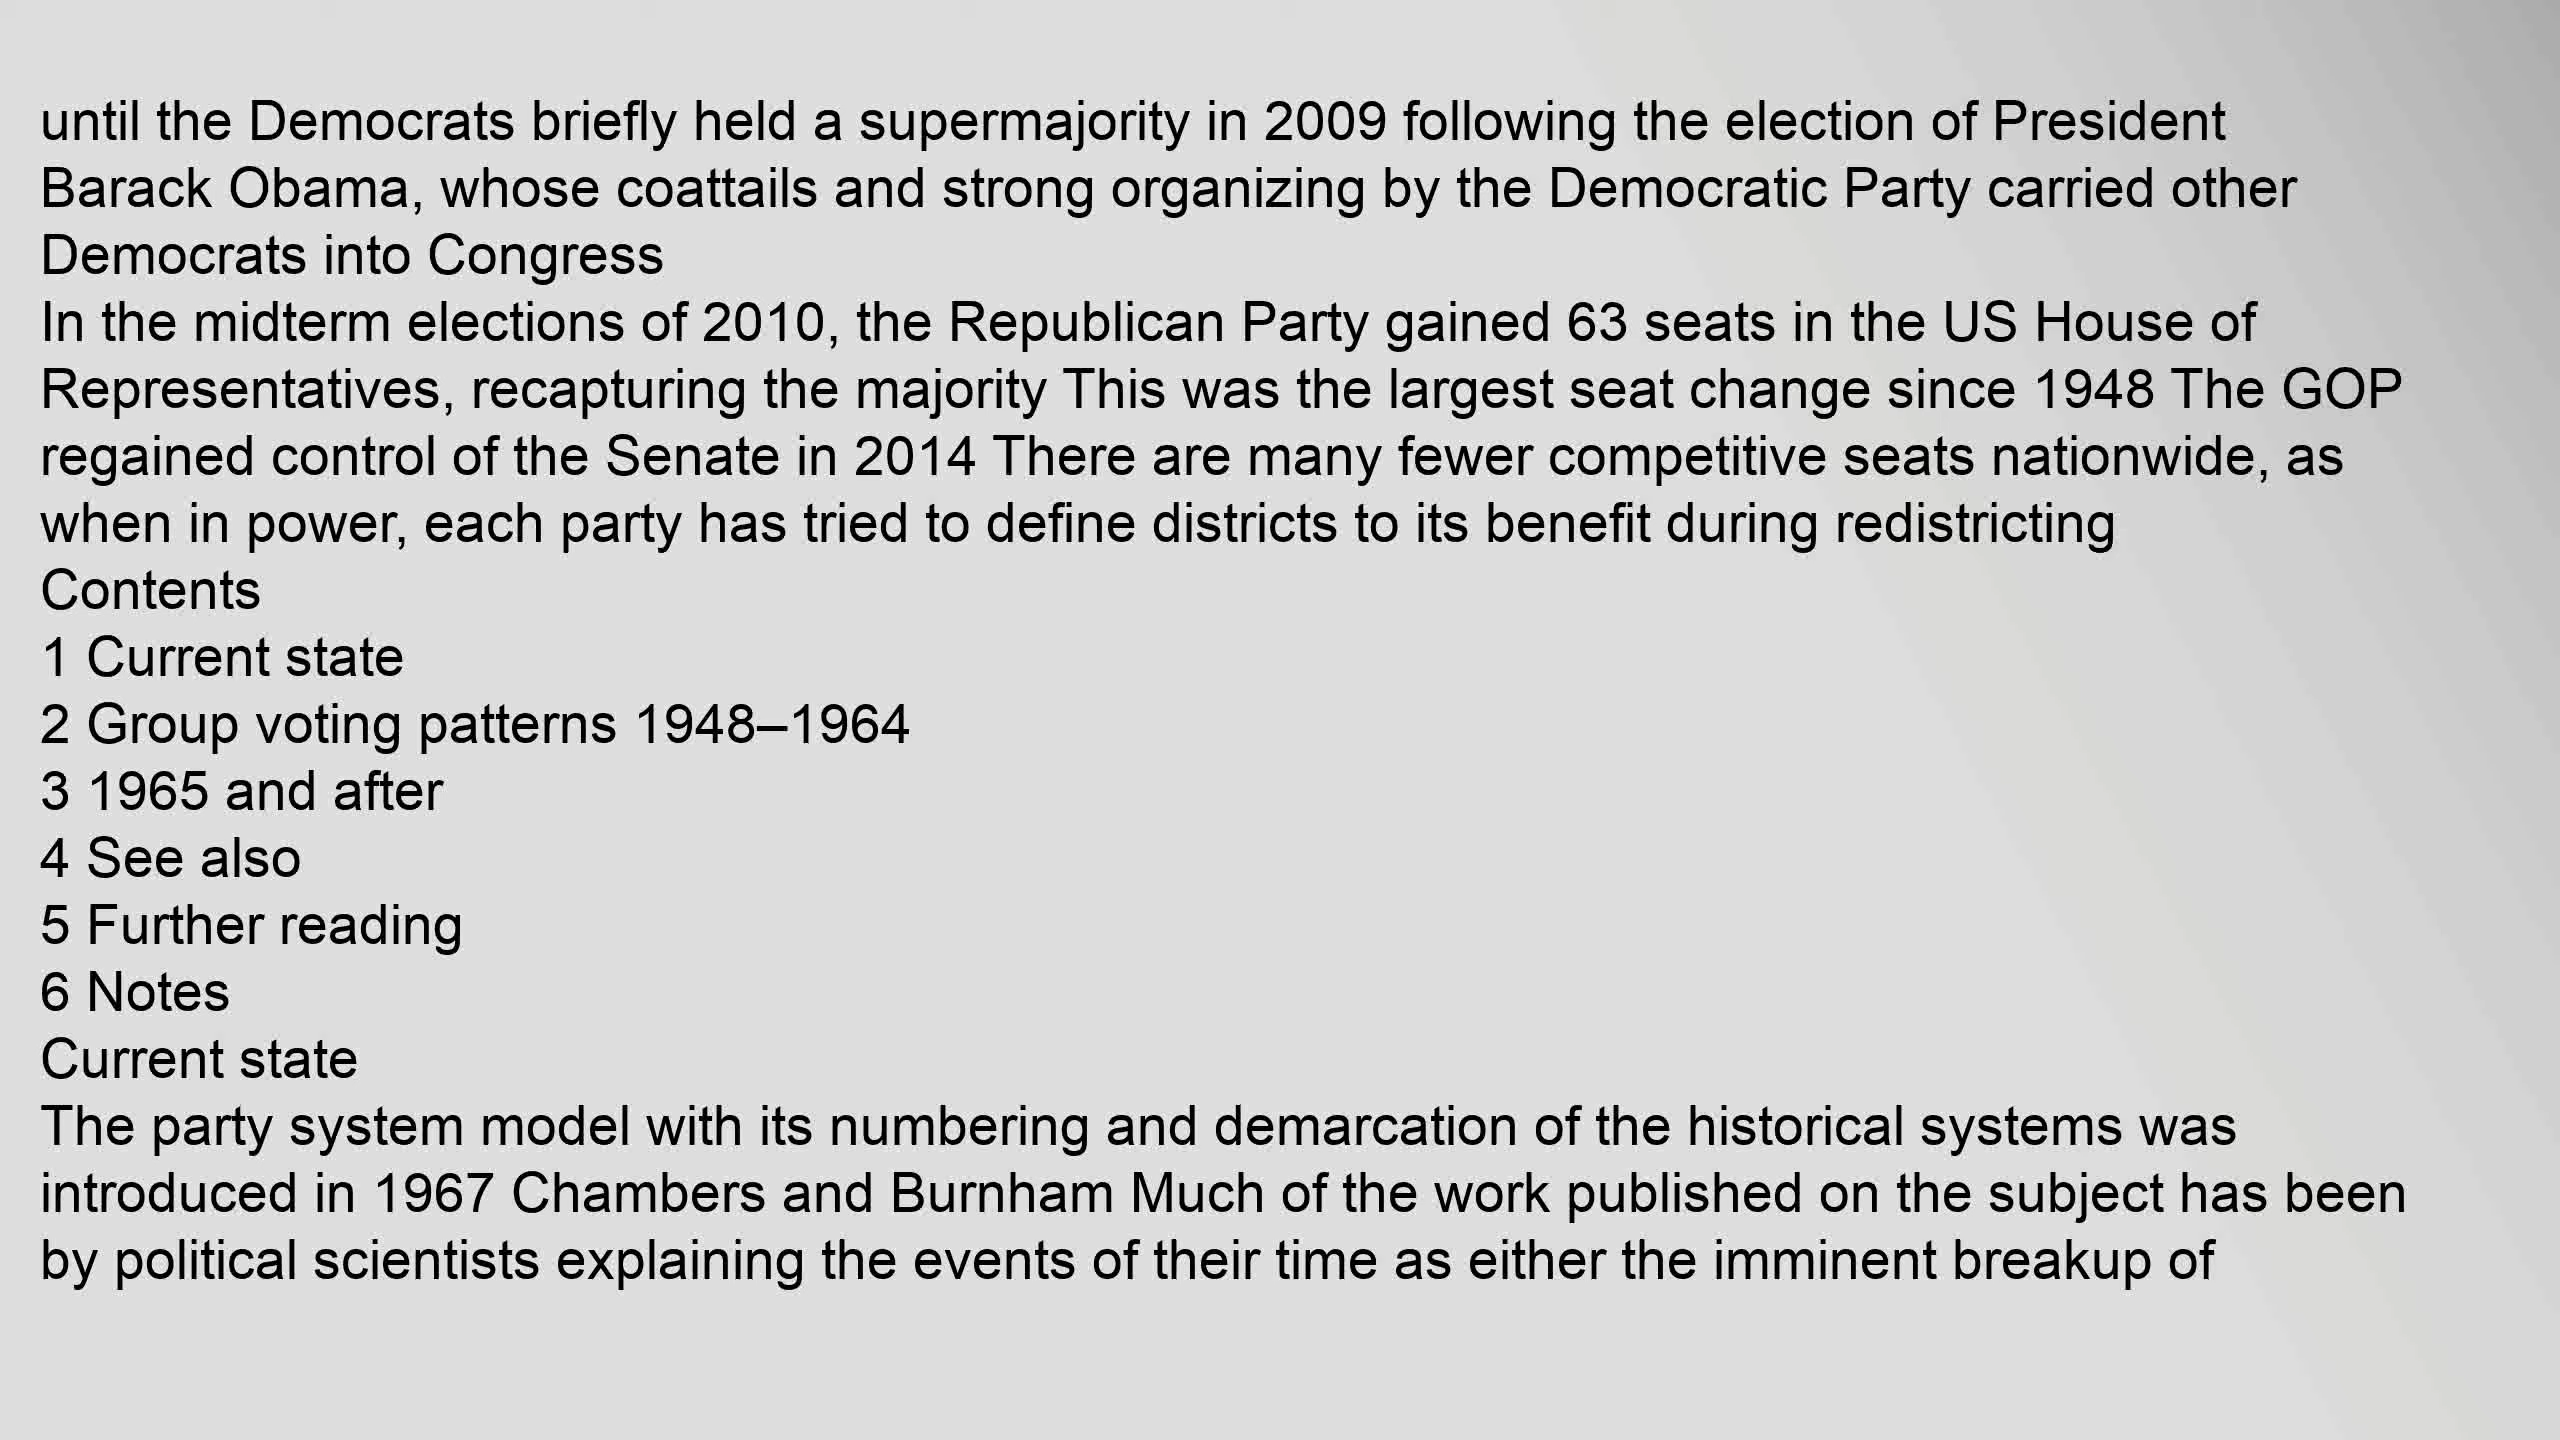 until the Democrats briefly held a supermajority in 2009 following the election of President
Barack Obama, whose coattails and strong organizing by the Democratic Party carried other
Democrats into Congress
In the midterm elections of 2010, the Republican Party gained 63 seats in the US House of
Representatives, recapturing the majority This was the largest seat change since 1948 The GOP
regained control of the Senate in 2014 There are many fewer competitive seats nationwide, as
when in power, each party has tried to define districts to its benefit during redistricting
Contents
1 Current state
2 Group voting patterns 1948–1964
3 1965 and after
4 See also
5 Further reading
6 Notes
Current state
The party system model with its numbering and demarcation of the historical systems was
introduced in 1967 Chambers and Burnham Much of the work published on the subject has been
by political scientists explaining the events of their time as either the imminent breakup of